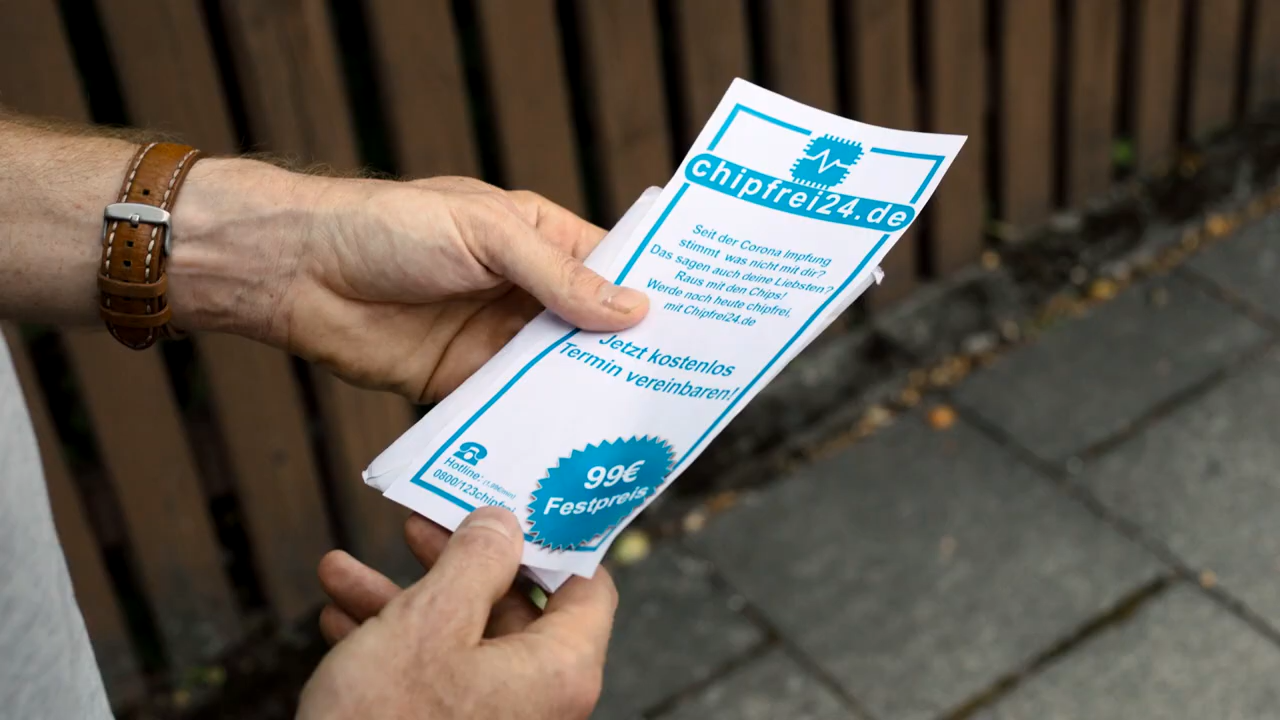 chipfrei24.de
Seit der Corona Impfung
stimmt was nicht mit dir?
Das sagen auch deine Liebsten?
Raus mit den Chips!
Werde noch heute chipfrei.
mit Chipfrei24.de
Jetzt kostenlos
Termin vereinbaren!
Hotline:
0800/123chipfrei
99€
Festpreis